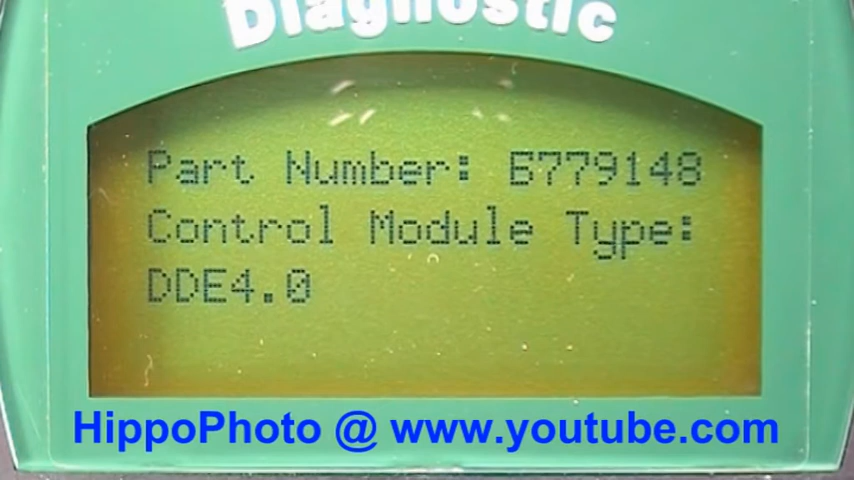 Diagnostic
Part Number: 6779148
Control Module Type:
DDE4.0
HippoPhoto @ www.youtube.com